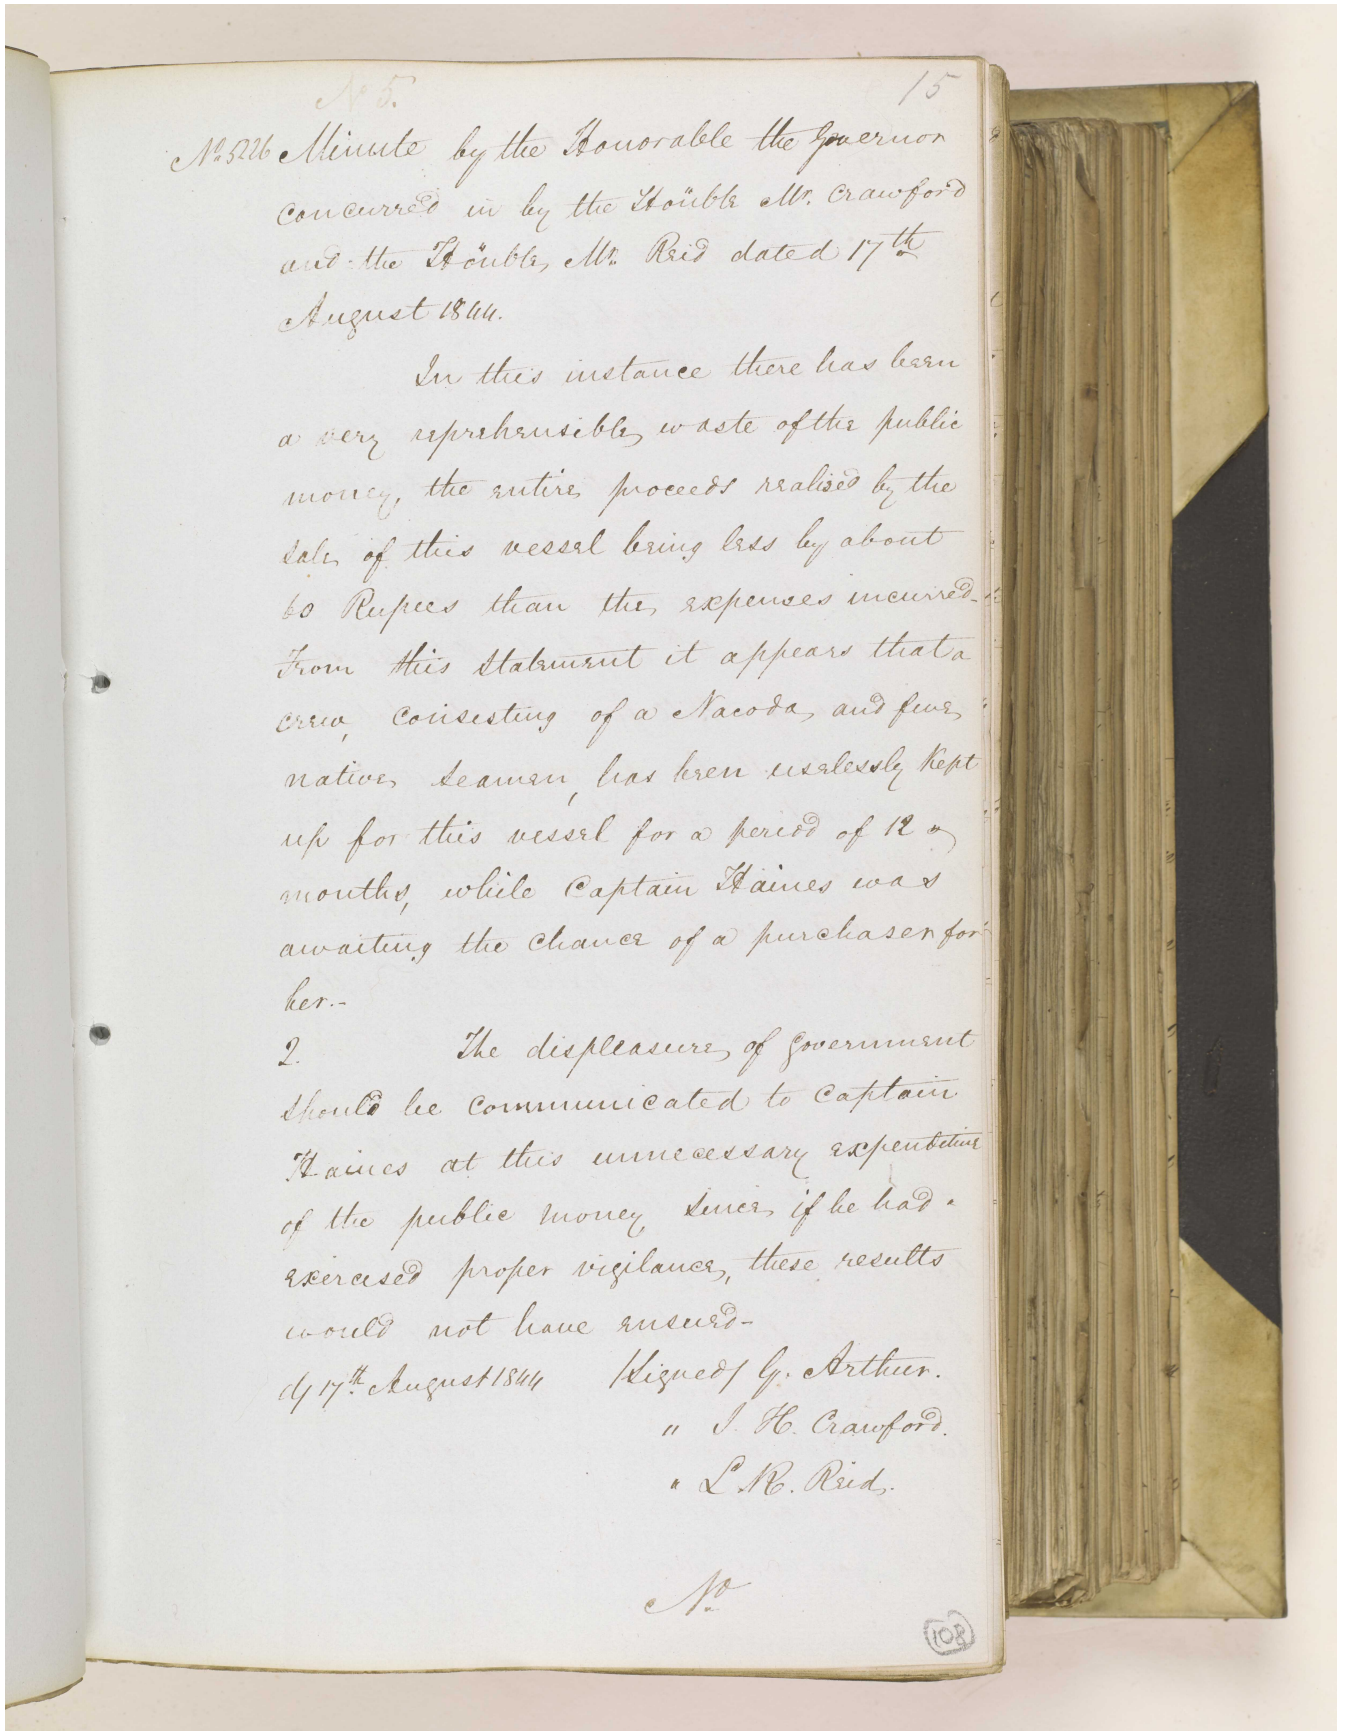 No 5.
15
No 5226 Minute by the Honorable the Governor
concurred in by the Honble Mr. Crawford
and the Honble Mr. Reid dated 17th
August 1844.
In this instance there has been
a very reprehensible waste of the public
money, the entire proceeds realised by the
sale of this vessel being less by about
60 Rupees than the expenses incurred-
From this statement it appears that a
crew, consisting of a Nacoda and five
native seamen, has been uselessly kept
up for this vessel for a period of 12
months, while Captain Haines was
awaiting the chance of a purchaser for
her.-
2. The displeasure of Government
should be communicated to Captain
Haines at this unnecessary expenditure
of the public money, since if he had
exercised proper vigilance, these results
would not have ensued-
17th August 1844 /Signed/ G. Arthur.
" J. H. Crawford.
" L. R. Reid.
No
108